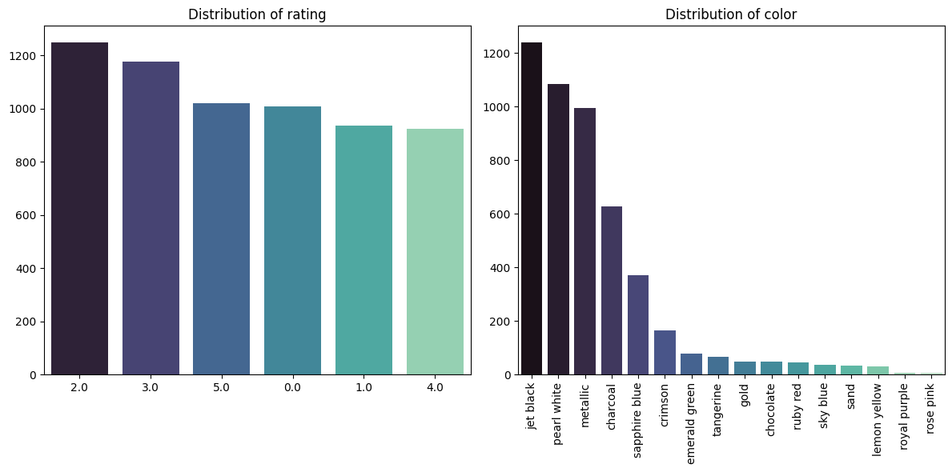 Distribution of rating
1200
1000
800
600
400
200
0
2.0 3.0 5.0 0.0 1.0 4.0
Distribution of color
1200
1000
800
600
400
200
0
jet black
pearl white
metallic
charcoal
sapphire blue
crimson
emerald green
tangerine
gold
chocolate
ruby red
sky blue
sand
lemon yellow
royal purple
rose pink